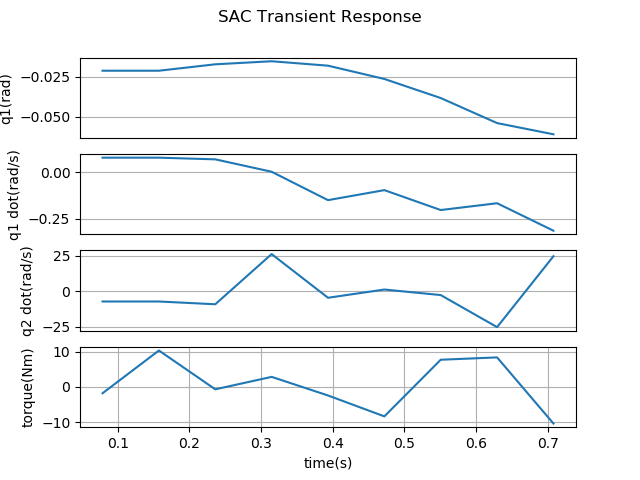 SAC Transient Response
q1(rad)
−0.025
−0.050
q1 dot(rad/s)
0.00
−0.25
q2 dot(rad/s)
25
0
−25
torque(Nm)
10
0
−10
0.1 0.2 0.3 0.4 0.5 0.6 0.7
time(s)